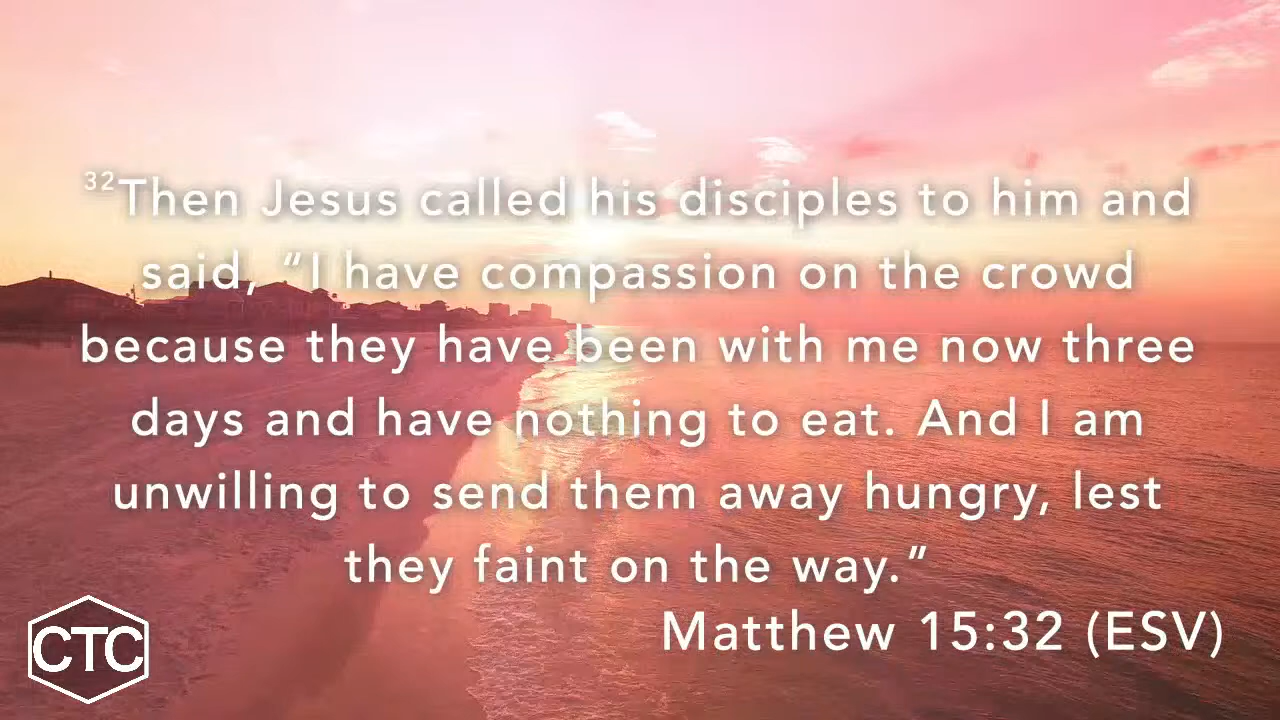 32Then Jesus called his disciples to him and
said, “I have compassion on the crowd
because they have been with me now three
days and have nothing to eat. And I am
unwilling to send them away hungry, lest
they faint on the way.”
Matthew 15:32 (ESV)
CTC